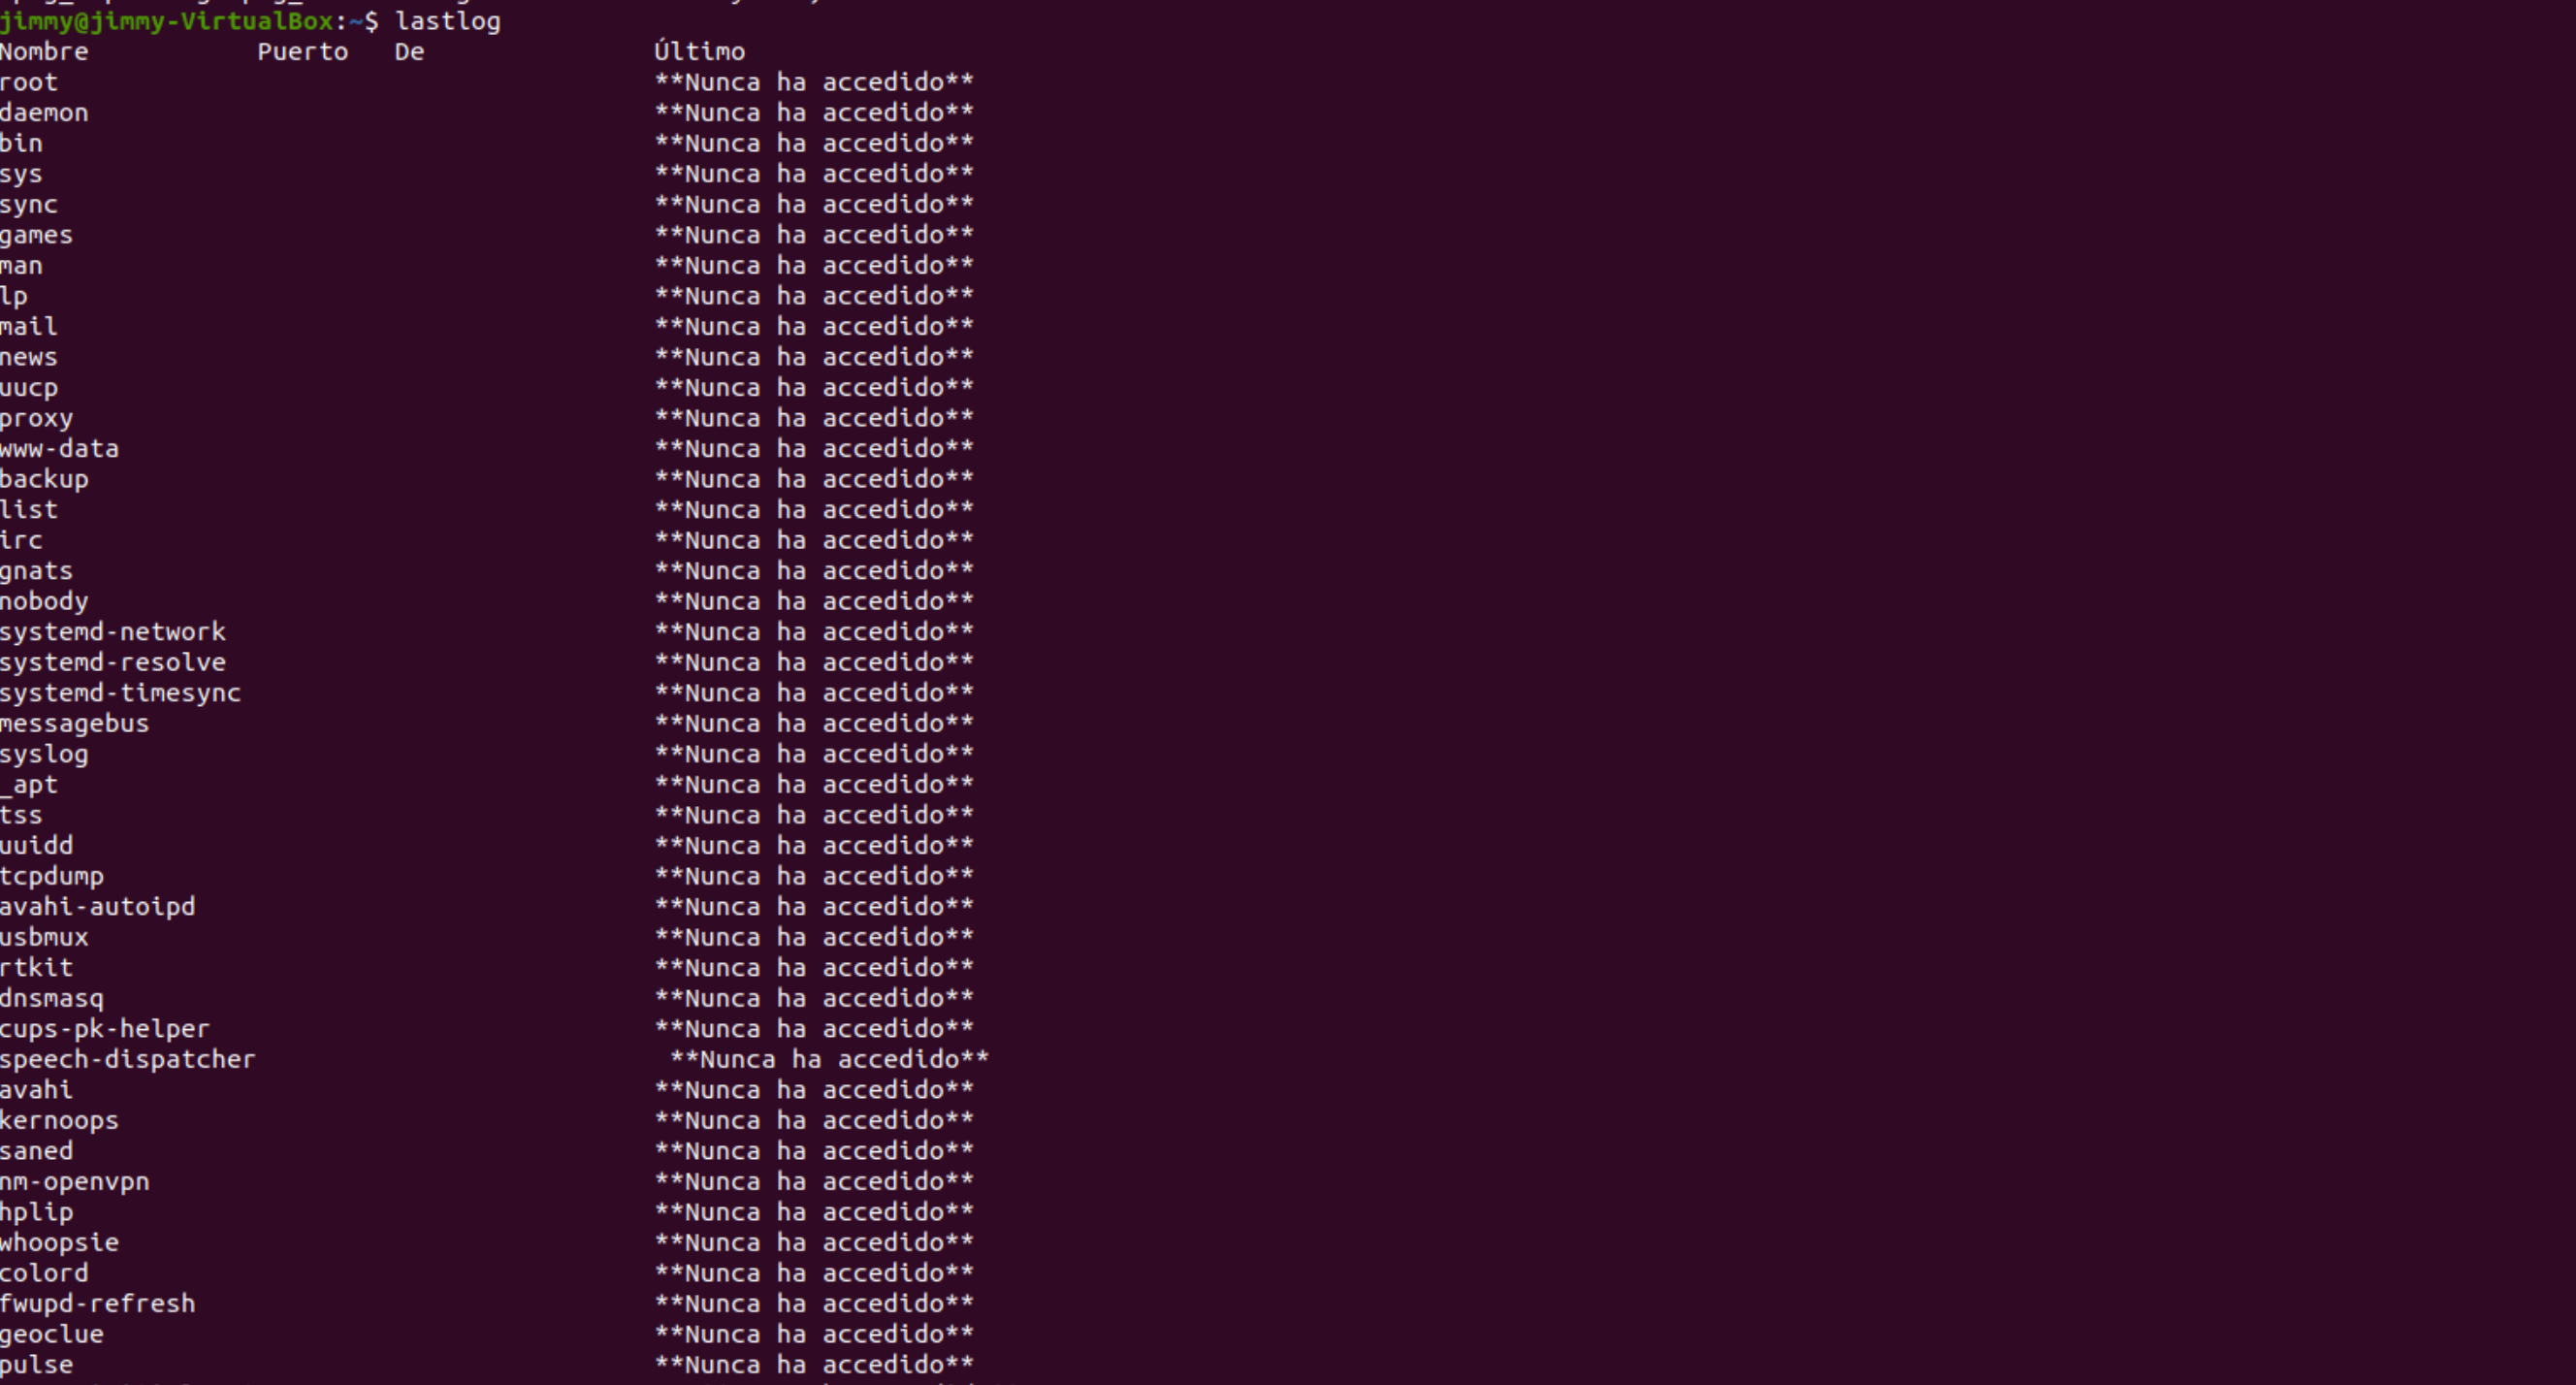 jimmy@jimmy-VirtualBox:~$ lastlog
Nombre           Puerto   De               Último
root                                       **Nunca ha accedido**
daemon                                     **Nunca ha accedido**
bin                                        **Nunca ha accedido**
sys                                        **Nunca ha accedido**
sync                                       **Nunca ha accedido**
games                                      **Nunca ha accedido**
man                                        **Nunca ha accedido**
lp                                         **Nunca ha accedido**
mail                                       **Nunca ha accedido**
news                                       **Nunca ha accedido**
uucp                                       **Nunca ha accedido**
proxy                                      **Nunca ha accedido**
www-data                                   **Nunca ha accedido**
backup                                     **Nunca ha accedido**
list                                       **Nunca ha accedido**
irc                                        **Nunca ha accedido**
gnats                                      **Nunca ha accedido**
nobody                                     **Nunca ha accedido**
systemd-network                            **Nunca ha accedido**
systemd-resolve                            **Nunca ha accedido**
systemd-timesync                           **Nunca ha accedido**
messagebus                                 **Nunca ha accedido**
syslog                                     **Nunca ha accedido**
_apt                                       **Nunca ha accedido**
tss                                        **Nunca ha accedido**
uuidd                                      **Nunca ha accedido**
tcpdump                                    **Nunca ha accedido**
avahi-autoipd                              **Nunca ha accedido**
usbmux                                     **Nunca ha accedido**
rtkit                                      **Nunca ha accedido**
dnsmasq                                    **Nunca ha accedido**
cups-pk-helper                             **Nunca ha accedido**
speech-dispatcher                           **Nunca ha accedido**
avahi                                      **Nunca ha accedido**
kernoops                                   **Nunca ha accedido**
saned                                      **Nunca ha accedido**
nm-openvpn                                 **Nunca ha accedido**
hplip                                      **Nunca ha accedido**
whoopsie                                   **Nunca ha accedido**
colord                                     **Nunca ha accedido**
fwupd-refresh                              **Nunca ha accedido**
geoclue                                    **Nunca ha accedido**
pulse                                      **Nunca ha accedido**